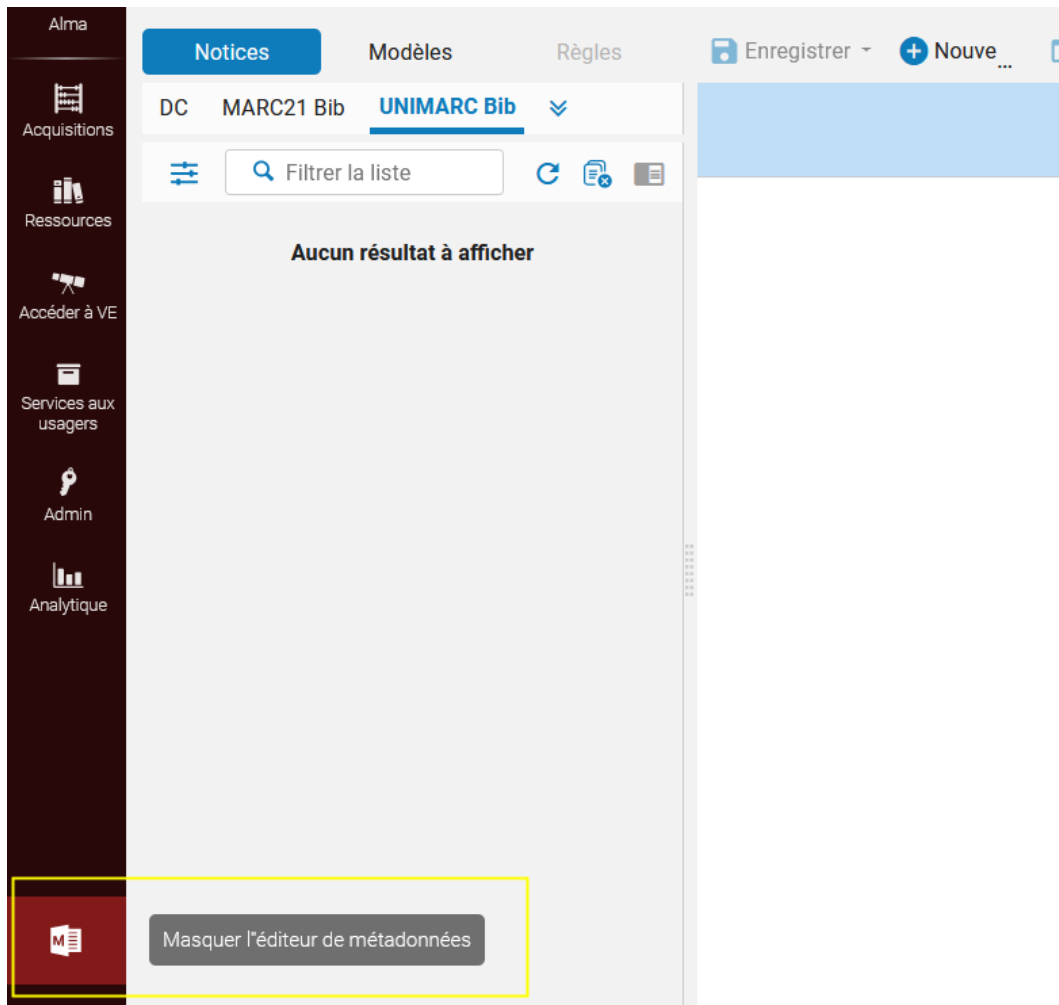 Alma
Notices Modèles Règles Enregistrer Nouve...
DC MARC21 Bib UNIMARC Bib
Acquisitions
Filtrer la liste
Ressources
Aucun résultat à afficher
Accéder à VE
Services aux
usagers
Admin
Analytique
M
Masquer l"éditeur de métadonnées